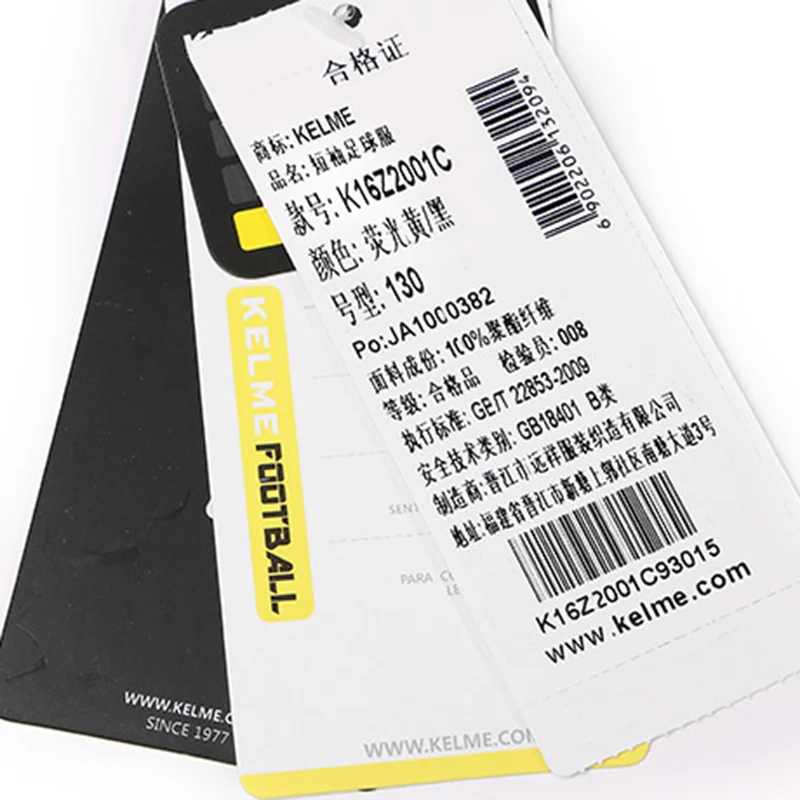 合格证
商标: KELME
品名: 短袖足球服
款号: K16Z2001C
颜色: 荧光黄/黑
号型: 130
Po:JA1000382
面料成份: 100%聚酯纤维
等级: 合格品 检验员: 008
执行标准: GE/T 22853-2009
安全技术类别: GB18401 B类
制造商: 晋江市远祥服装织造有限公司
地址: 福建省晋江市新塘上郭社区南塘大道3号
K16Z2001C93015
www.kelme.com
6902206132094
KELME FOOTBALL
SENT
PARA
LE
WWW.KELME.CO
WWW.KELME.C
SINCE 1977